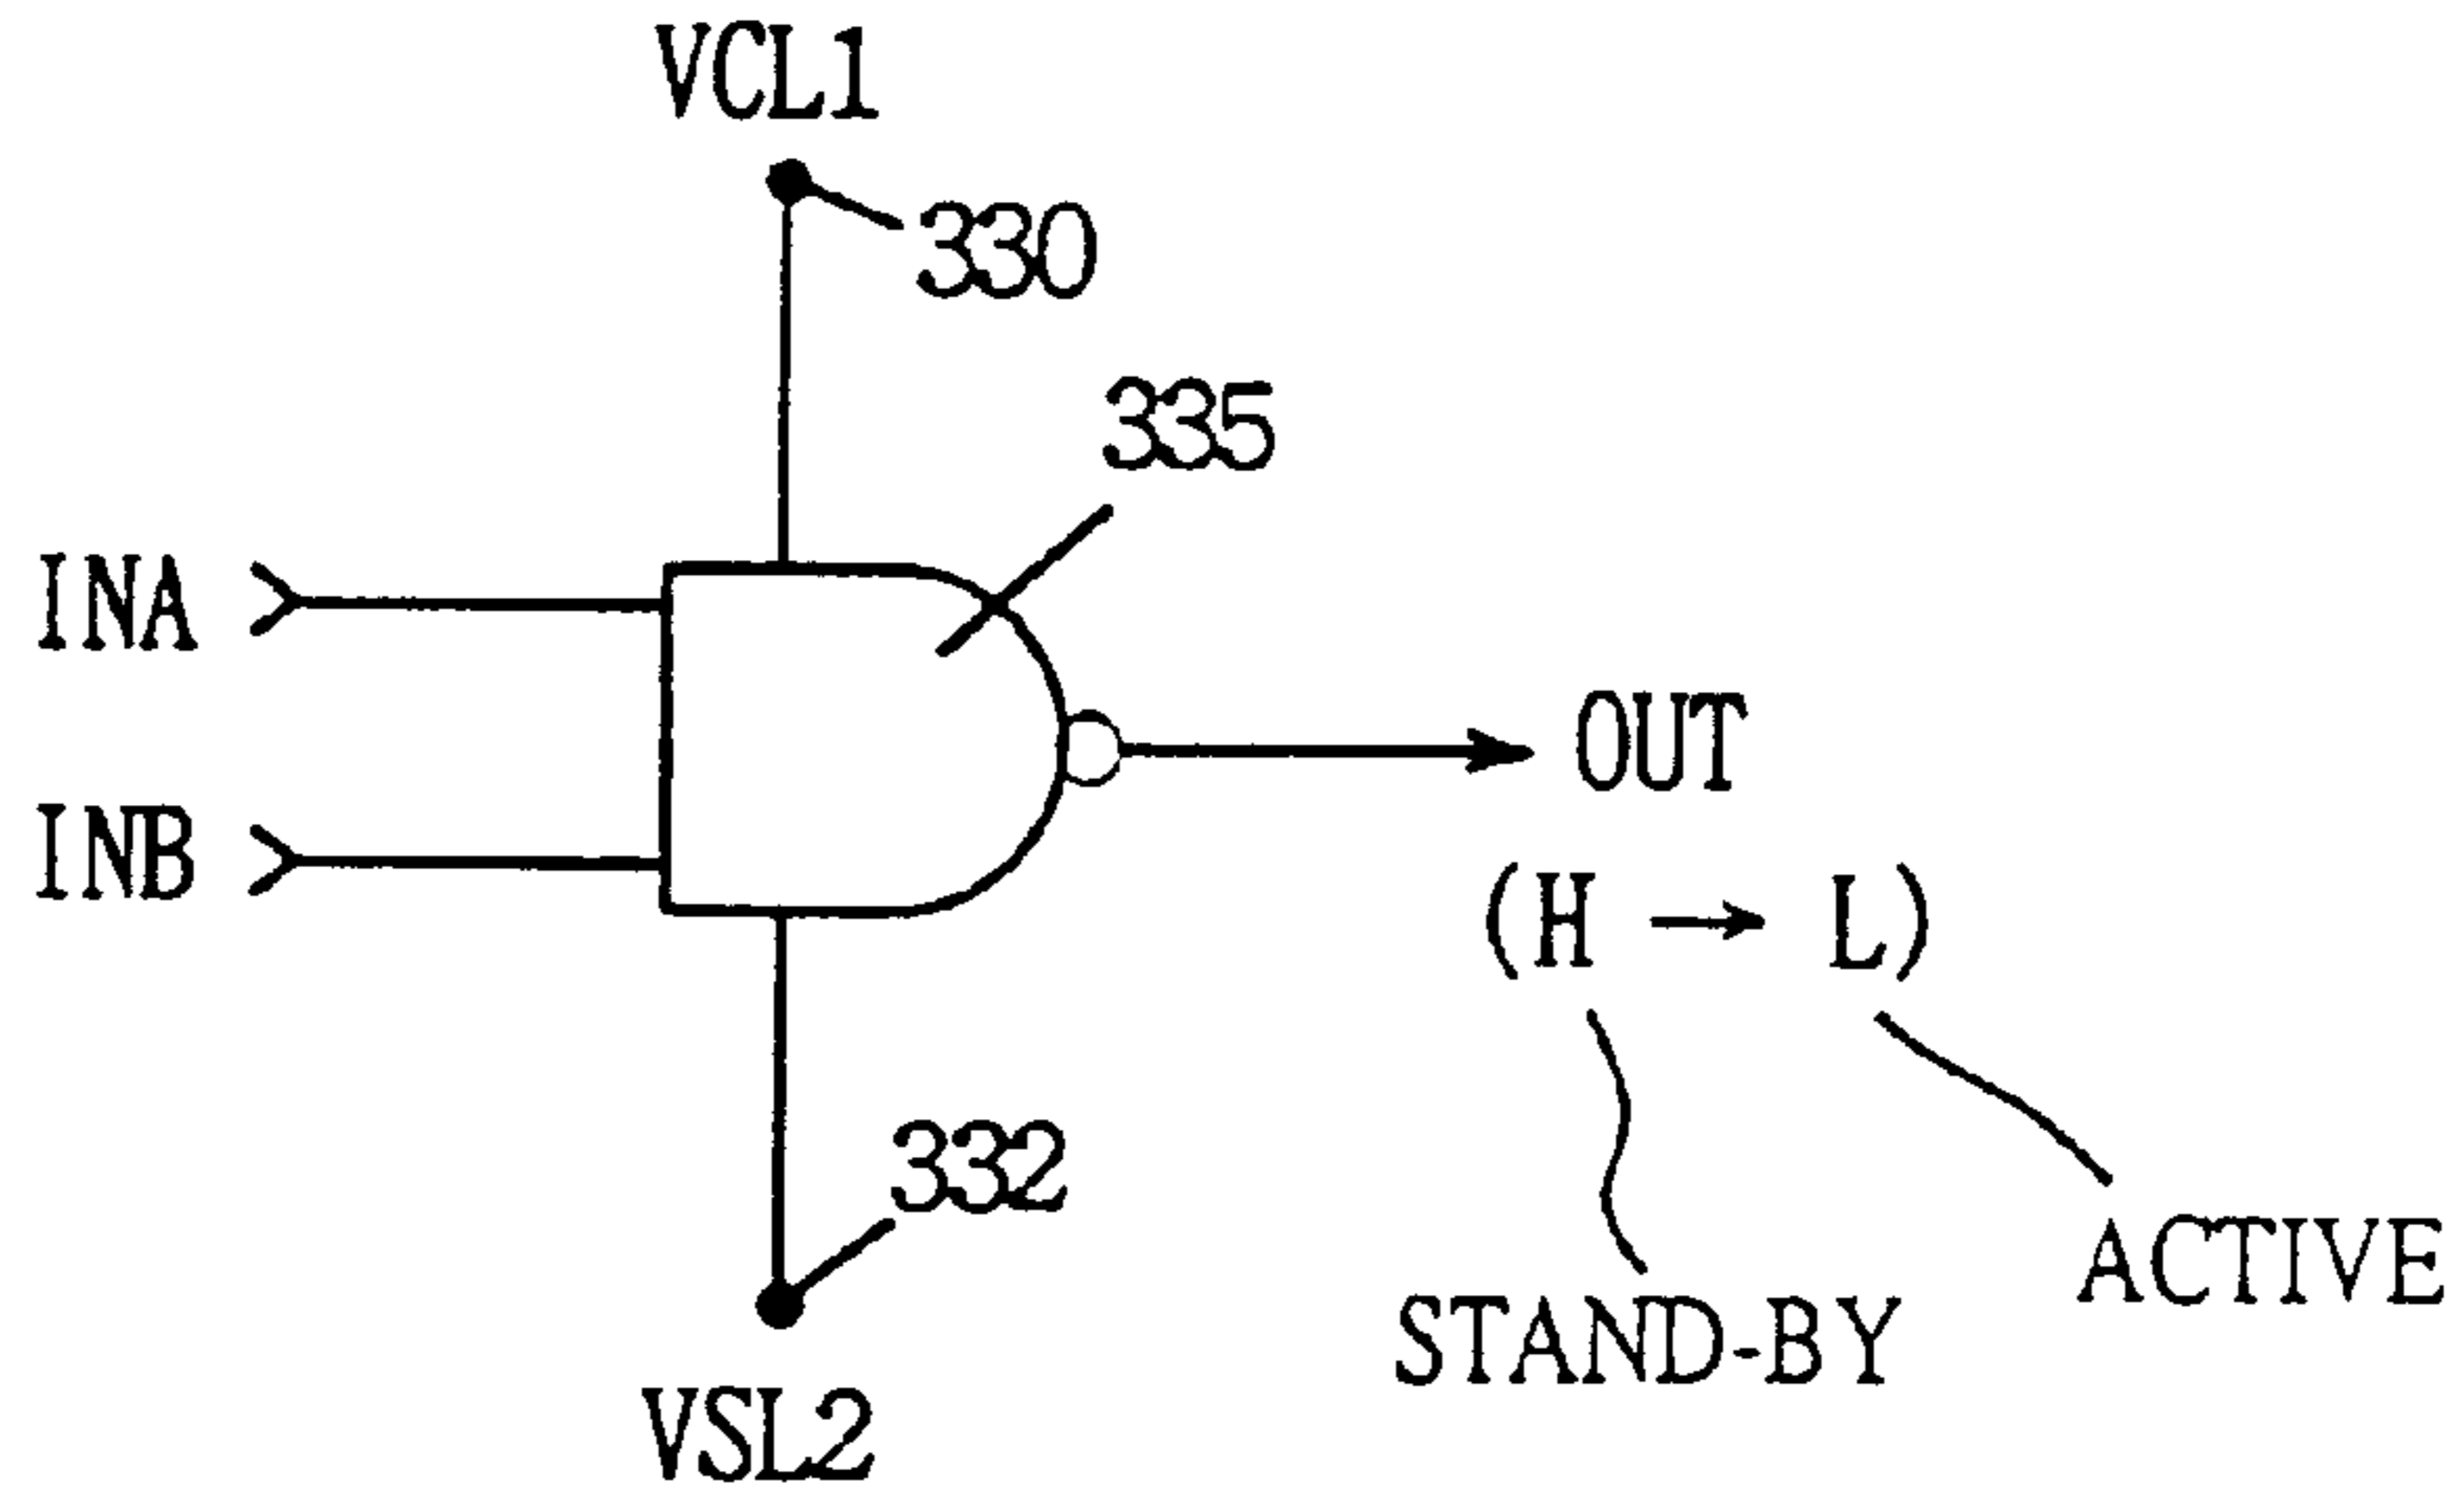 VCL1
330
335
INA
OUT
INB
(H → L)
332
ACTIVE
STAND-BY
VSL2